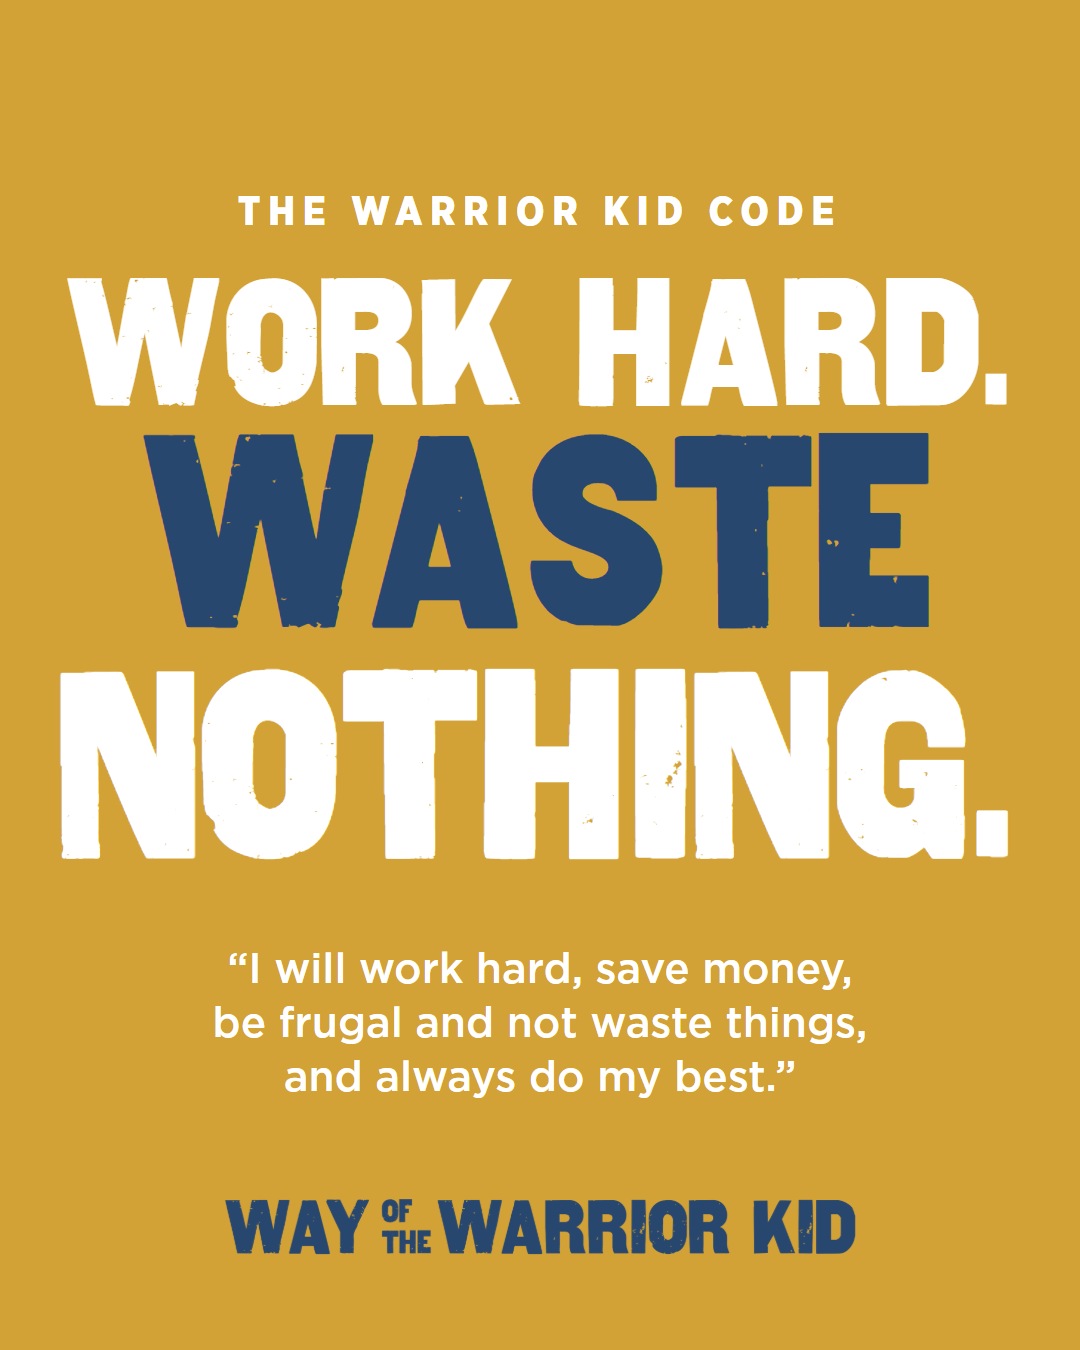 THE WARRIOR KID CODE
WORK HARD.
WASTE
NOTHING.
“I will work hard, save money,
be frugal and not waste things,
and always do my best.”
WAY OF THE WARRIOR KID